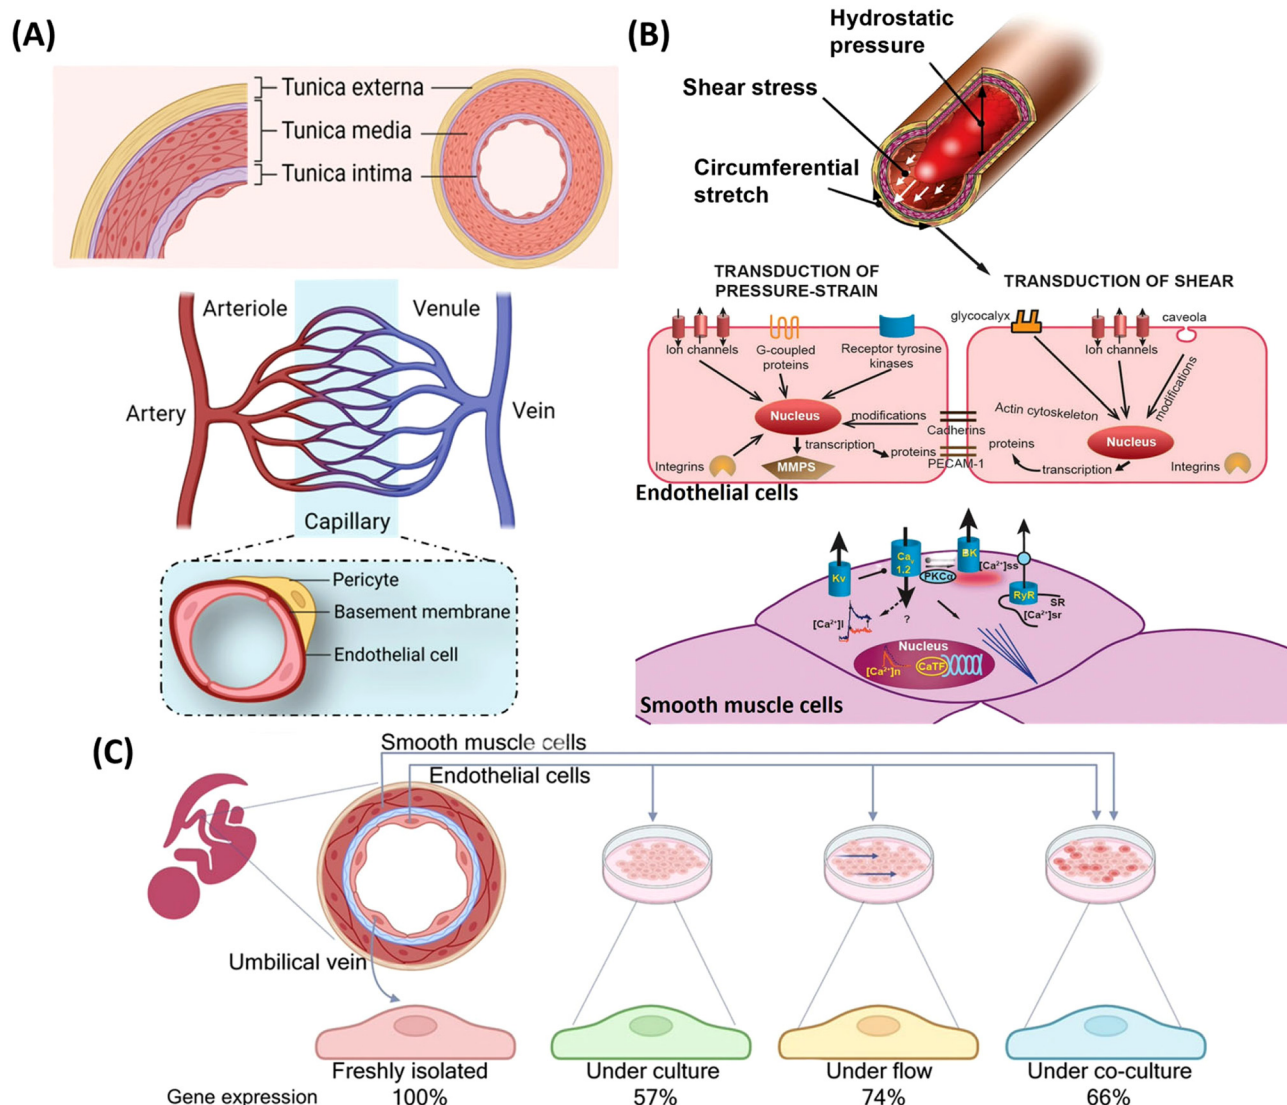 (A)
Tunica externa
Tunica media
Tunica intima
Arteriole
Venule
Artery
Vein
Capillary
Pericyte
Basement membrane
Endothelial cell
(B)
Hydrostatic
pressure
Shear stress
Circumferential
stretch
TRANSDUCTION OF
PRESSURE-STRAIN
TRANSDUCTION OF SHEAR
Ion channels
G-coupled
proteins
Receptor tyrosine
kinases
Nucleus
modifications
Cadherins
transcription
proteins
PECAM-1
Integrins
MMPS
Endothelial cells
glycocalyx
Ion channels
caveola
modifications
Actin cytoskeleton
Nucleus
proteins
transcription
Integrins
Kv
Caᵥ
1.2
PKCα
BK
[Ca²⁺]ss
RyR
SR
[Ca²⁺]sr
[Ca²⁺]I
?
Nucleus
[Ca²⁺]n
CaTF
Smooth muscle cells
(C)
Smooth muscle cells
Endothelial cells
Umbilical vein
Freshly isolated
Under culture
Under flow
Under co-culture
Gene expression
100%
57%
74%
66%